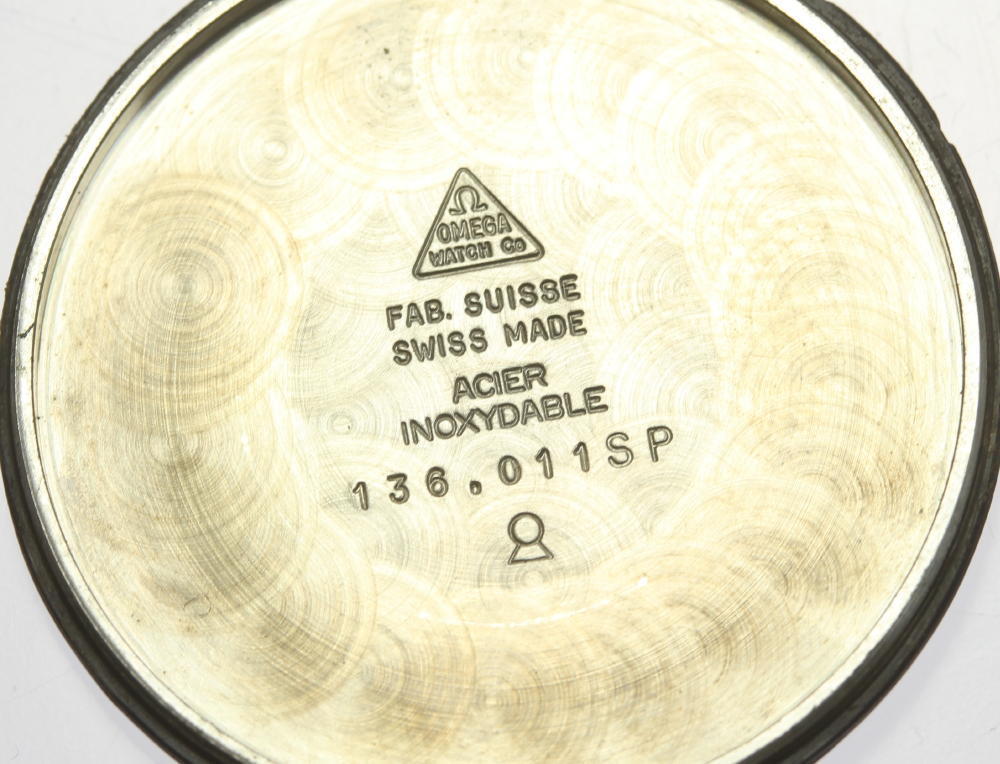 Ω
OMEGA
WATCH Co
FAB. SUISSE
SWISS MADE
ACIER
INOXYDABLE
136.011SP